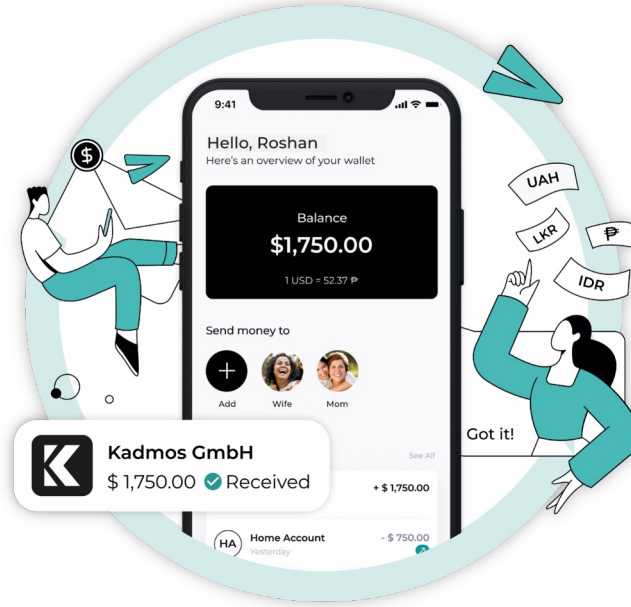 9:41
Hello, Roshan
Here's an overview of your wallet
$
Balance
$1,750.00
1 USD = 52.37 ₱
UAH
LKR
₱
IDR
Send money to
Add
Wife
Mom
Got it!
Kadmos GmbH
$ 1,750.00 Received
See All
+ $ 1,750.00
HA
Home Account
- $ 750.00
Yesterday